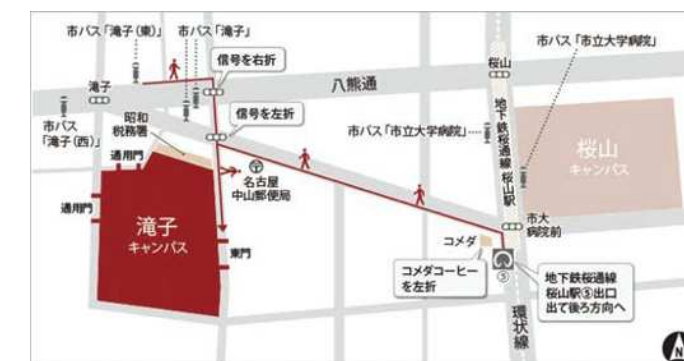 市バス「滝子(東)」
市バス「滝子」
市バス「市立大学病院」
信号を右折
桜山
滝子
八熊通
昭和
税務署
信号を左折
市バス
「滝子(西)」
市バス「市立大学病院」
地下鉄桜通線 桜山駅
桜山
キャンパス
通用門
名古屋
中山郵便局
通用門
滝子
キャンパス
東門
コメダ
市大
病院前
コメダコーヒー
を左折
⑤
地下鉄桜通線
桜山駅⑤出口
出て後ろ方向へ
環状線
N